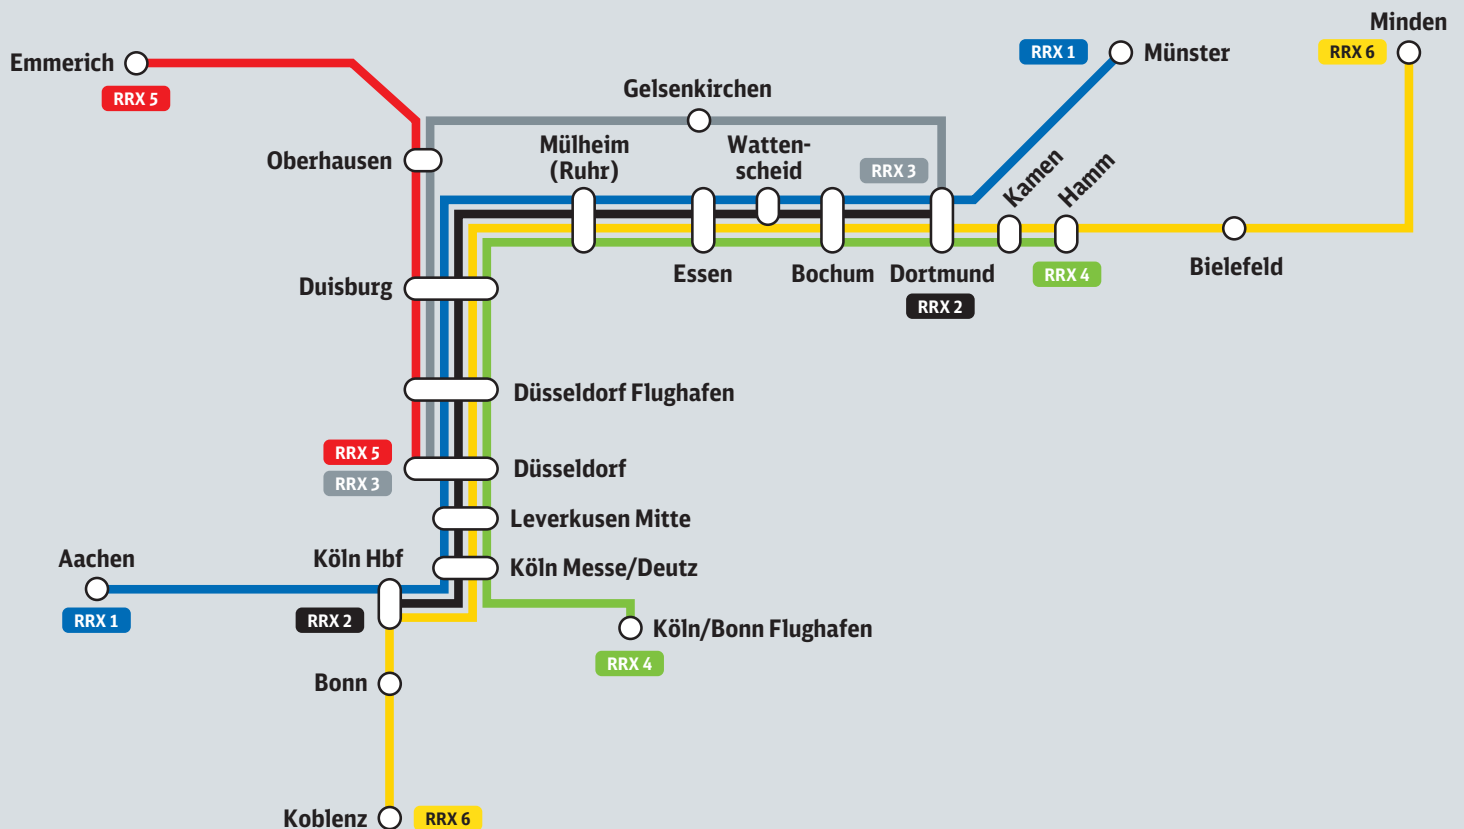 Minden
RRX 6
Emmerich
RRX 5
RRX 1
Münster
Gelsenkirchen
Oberhausen
Mülheim
(Ruhr)
Watten-
scheid
RRX 3
Kamen
Hamm
Duisburg
Essen
Bochum
Dortmund
RRX 2
RRX 4
Bielefeld
Düsseldorf Flughafen
RRX 5
RRX 3
Düsseldorf
Leverkusen Mitte
Aachen
RRX 1
Köln Hbf
RRX 2
Köln Messe/Deutz
Köln/Bonn Flughafen
RRX 4
Bonn
Koblenz
RRX 6